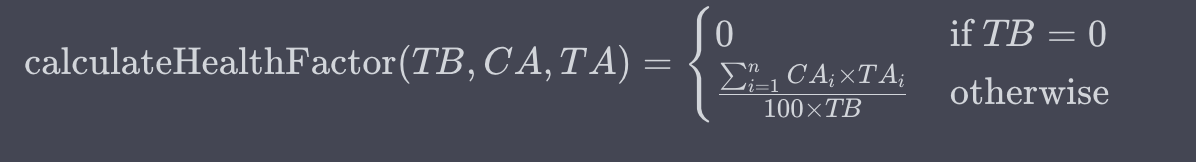 calculateHealthFactor(TB, CA, TA) = { 0 if TB = 0
∑ⁿᵢ₌₁ CAᵢ×TAᵢ / 100×TB otherwise